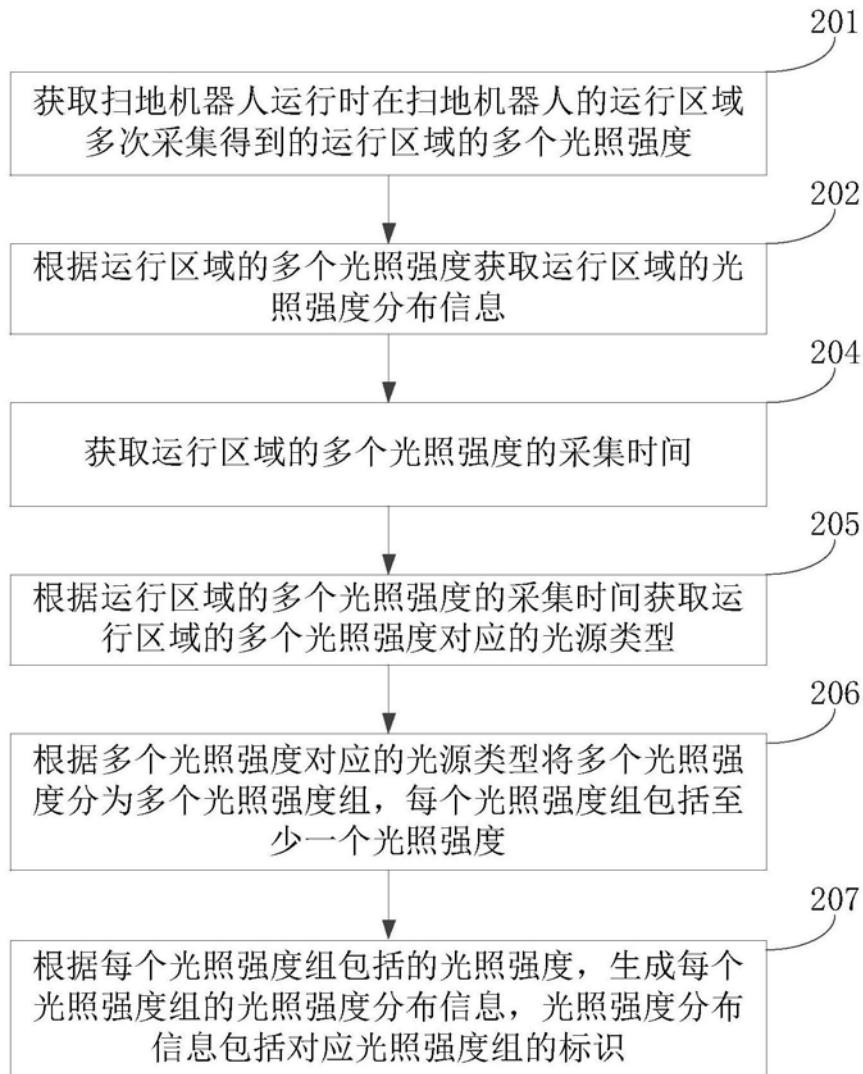 201
获取扫地机器人运行时在扫地机器人的运行区域
多次采集得到的运行区域的多个光照强度
202
根据运行区域的多个光照强度获取运行区域的光
照强度分布信息
204
获取运行区域的多个光照强度的采集时间
205
根据运行区域的多个光照强度的采集时间获取运
行区域的多个光照强度对应的光源类型
206
根据多个光照强度对应的光源类型将多个光照强
度分为多个光照强度组，每个光照强度组包括至
少一个光照强度
207
根据每个光照强度组包括的光照强度，生成每个
光照强度组的光照强度分布信息，光照强度分布
信息包括对应光照强度组的标识